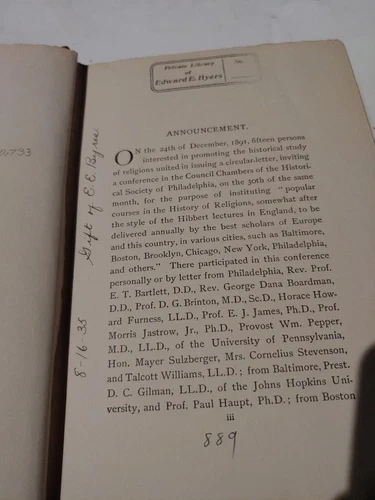 Private Library
of
Edward E. Byers
No.
ANNOUNCEMENT.
ON the 24th of December, 1891, fifteen persons
interested in promoting the historical study
of religions united in issuing a circular-letter, inviting
a conference in the Council Chambers of the Histori-
cal Society of Philadelphia, on the 30th of the same
month, for the purpose of instituting "popular
courses in the History of Religions, somewhat after
the style of the Hibbert lectures in England, to be
delivered annually by the best scholars of Europe
and this country, in various cities, such as Baltimore,
Boston, Brooklyn, Chicago, New York, Philadelphia,
and others." There participated in this conference
personally or by letter from Philadelphia, Rev. Prof.
E. T. Bartlett, D.D., Rev. George Dana Boardman,
D.D., Prof. D. G. Brinton, M.D., Sc.D., Horace How-
ard Furness, LL.D., Prof. E. J. James, Ph.D., Prof.
Morris Jastrow, Jr., Ph.D., Provost Wm. Pepper,
M.D., LL.D., of the University of Pennsylvania,
Hon. Mayer Sulzberger, Mrs. Cornelius Stevenson,
and Talcott Williams, LL.D.; from Baltimore, Prest.
D. C. Gilman, LL.D., of the Johns Hopkins Uni-
versity, and Prof. Paul Haupt, Ph.D.; from Boston
iii
889
8-16-35 Gift of E. E. Byers
4733